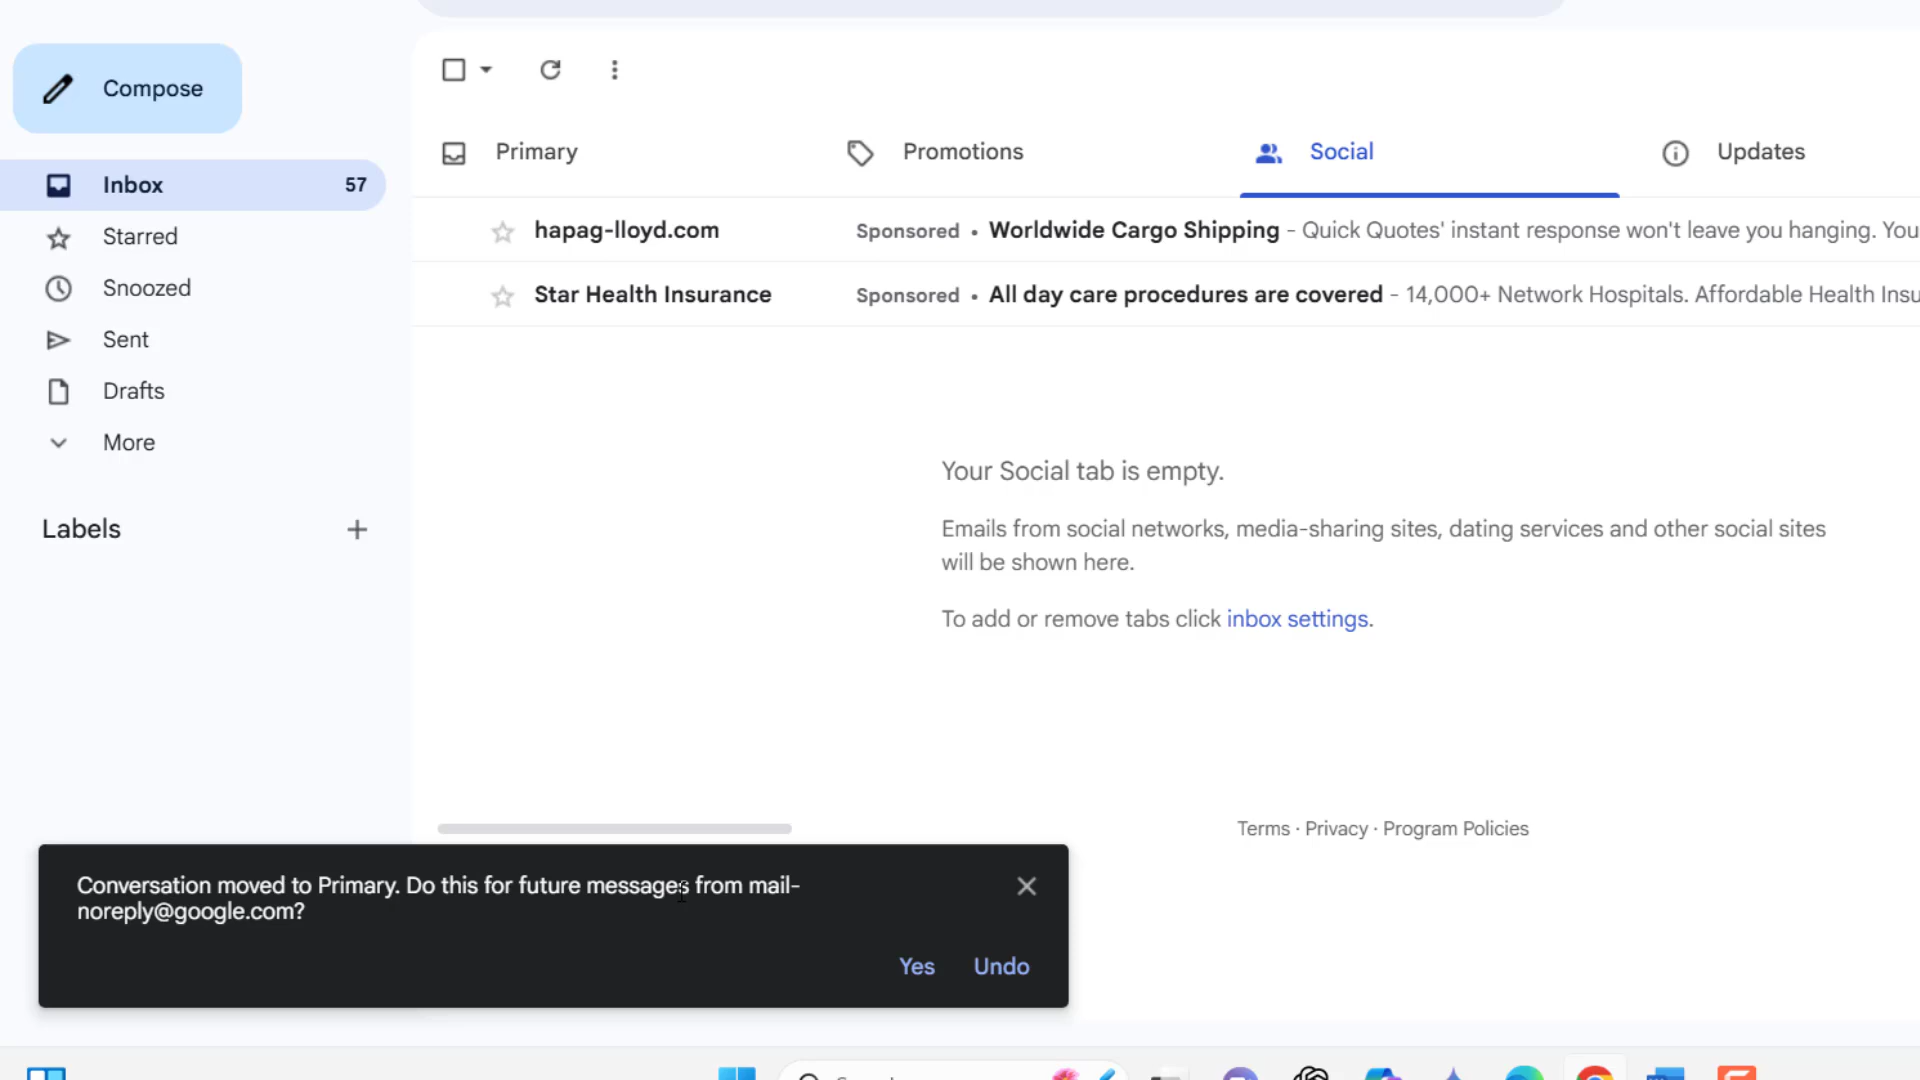 Compose
Inbox 57
Starred
Snoozed
Sent
Drafts
More
Labels
Primary Promotions Social Updates
hapag-lloyd.com Sponsored • Worldwide Cargo Shipping - Quick Quotes' instant response won't leave you hanging. You
Star Health Insurance Sponsored • All day care procedures are covered - 14,000+ Network Hospitals. Affordable Health Insu
Your Social tab is empty.
Emails from social networks, media-sharing sites, dating services and other social sites
will be shown here.
To add or remove tabs click inbox settings.
Terms · Privacy · Program Policies
Conversation moved to Primary. Do this for future messages from mail-
noreply@google.com?
Yes Undo